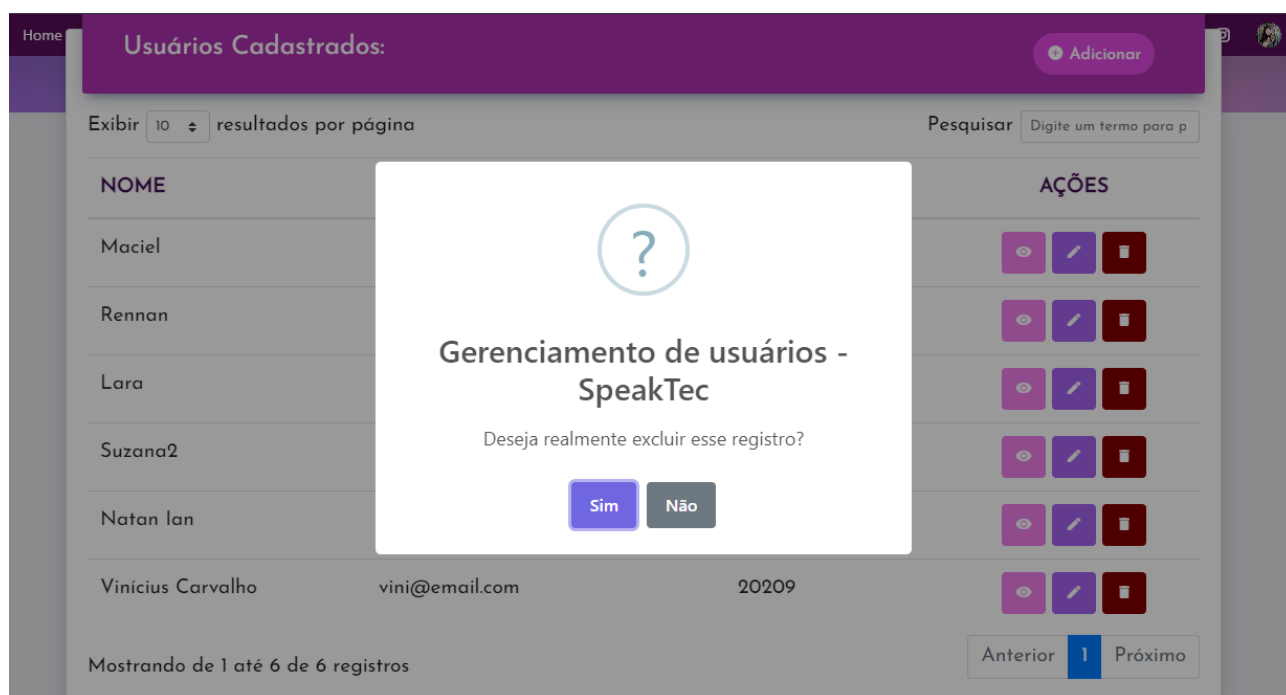 Home
Usuários Cadastrados:
Adicionar
Exibir 10 resultados por página
Pesquisar Digite um termo para p
NOME AÇÕES
Maciel
Rennan
Lara
Suzana2
Natan Ian
?
Gerenciamento de usuários -
SpeakTec
Deseja realmente excluir esse registro?
Sim Não
Vinícius Carvalho vini@email.com 20209
Mostrando de 1 até 6 de 6 registros
Anterior 1 Próximo